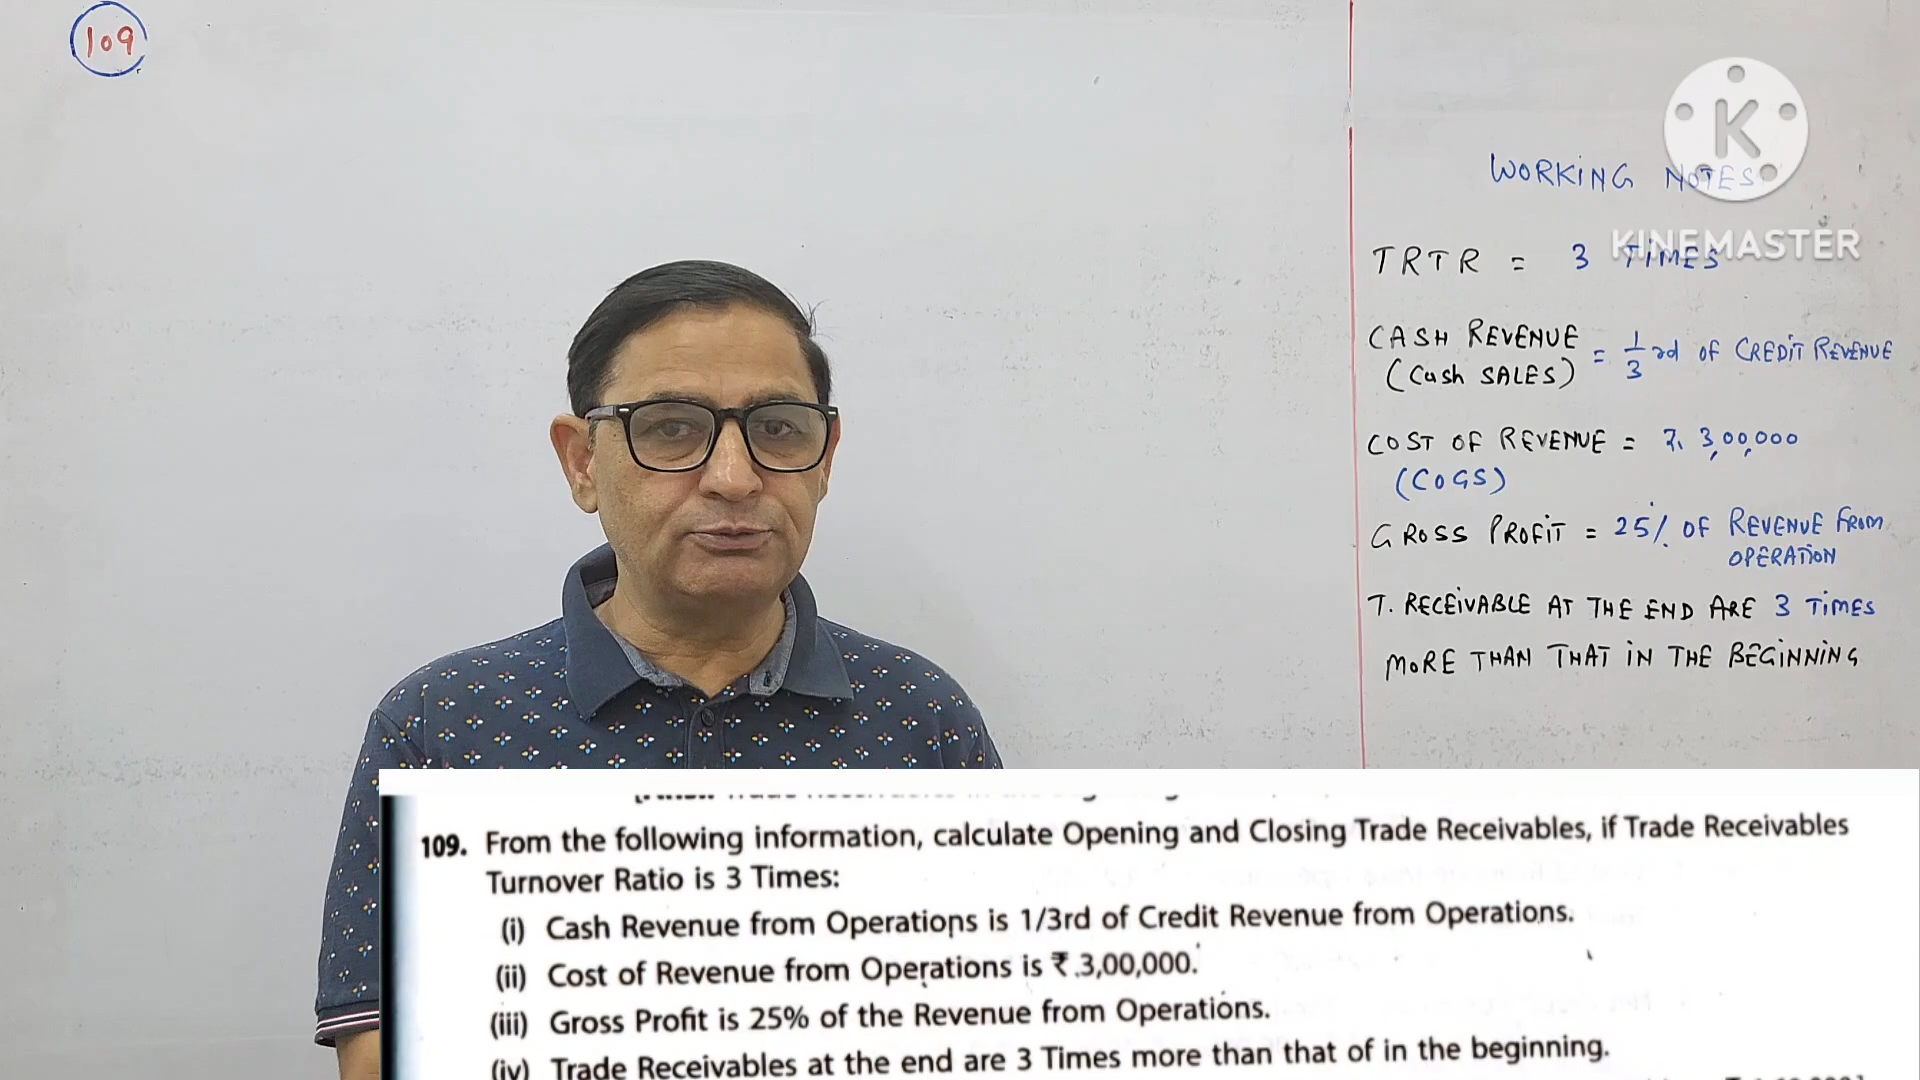 109
WORKING NOTES
K
KINEMASTER
TRTR = 3 TIMES
CASH REVENUE
(Cash SALES) = 1/3 rd OF CREDIT REVENUE
COST OF REVENUE = ₹. 3,00,000
(COGS)
GROSS PROFIT = 25% OF REVENUE FROM
OPERATION
T. RECEIVABLE AT THE END ARE 3 TIMES
MORE THAN THAT IN THE BEGINNING
109. From the following information, calculate Opening and Closing Trade Receivables, if Trade Receivables
Turnover Ratio is 3 Times:
(i) Cash Revenue from Operations is 1/3rd of Credit Revenue from Operations.
(ii) Cost of Revenue from Operations is ₹ 3,00,000.
(iii) Gross Profit is 25% of the Revenue from Operations.
(iv) Trade Receivables at the end are 3 Times more than that of in the beginning.